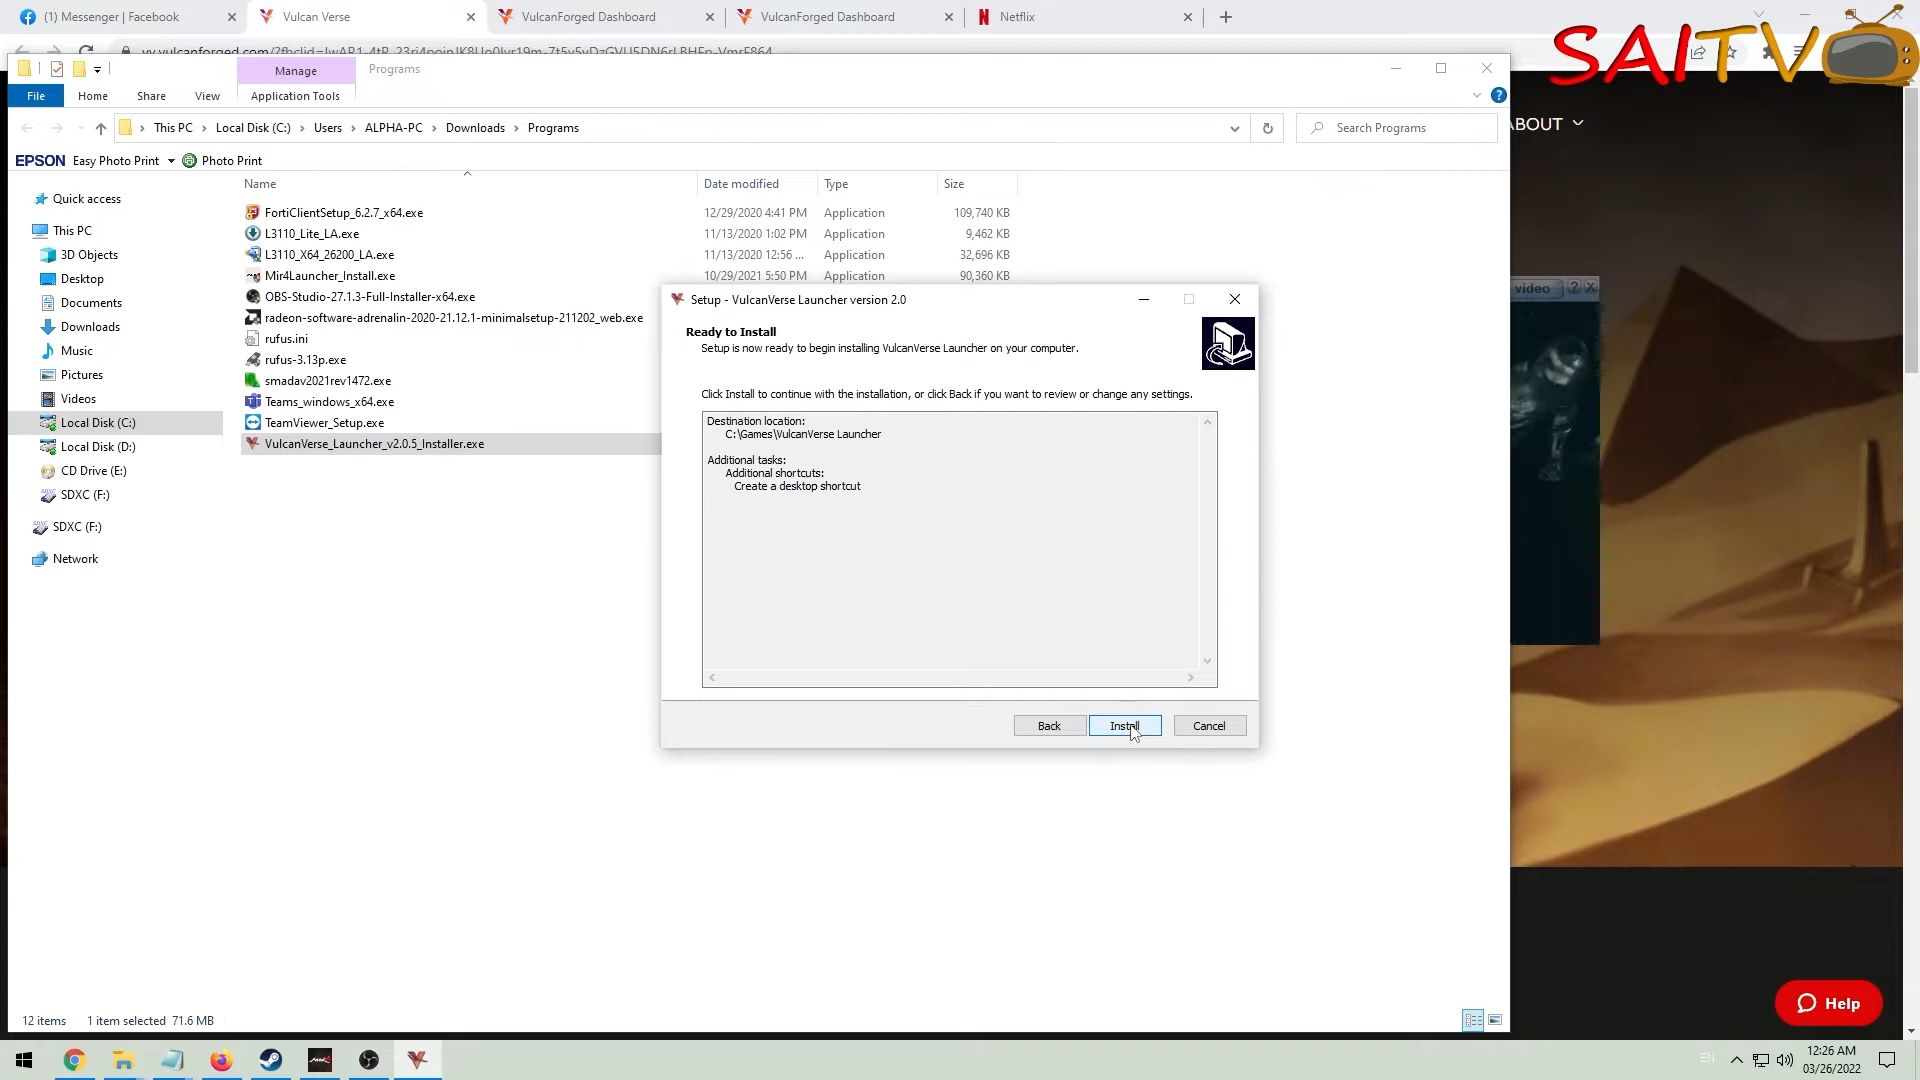 (1) Messenger | Facebook
Vulcan Verse
VulcanForged Dashboard
VulcanForged Dashboard
Netflix
SAITV
Manage
Programs
File
Home
Share
View
Application Tools
This PC > Local Disk (C:) > Users > ALPHA-PC > Downloads > Programs
Search Programs
ABOUT
EPSON Easy Photo Print
Photo Print
Name
Date modified
Type
Size
Quick access
This PC
3D Objects
Desktop
Documents
Downloads
Music
Pictures
Videos
Local Disk (C:)
Local Disk (D:)
CD Drive (E:)
SDXC (F:)
SDXC (F:)
Network
FortiClientSetup_6.2.7_x64.exe 12/29/2020 4:41 PM Application 109,740 KB
L3110_Lite_LA.exe 11/13/2020 1:02 PM Application 9,462 KB
L3110_X64_26200_LA.exe 11/13/2020 12:56 ... Application 32,696 KB
Mir4Launcher_Install.exe 10/29/2021 5:50 PM Application 90,360 KB
OBS-Studio-27.1.3-Full-Installer-x64.exe
radeon-software-adrenalin-2020-21.12.1-minimalsetup-211202_web.exe
rufus.ini
rufus-3.13p.exe
smadav2021rev1472.exe
Teams_windows_x64.exe
TeamViewer_Setup.exe
VulcanVerse_Launcher_v2.0.5_Installer.exe
Setup - VulcanVerse Launcher version 2.0
Ready to Install
Setup is now ready to begin installing VulcanVerse Launcher on your computer.
Click Install to continue with the installation, or click Back if you want to review or change any settings.
Destination location:
C:\Games\VulcanVerse Launcher
Additional tasks:
Additional shortcuts:
Create a desktop shortcut
Back
Install
Cancel
video
Help
12 items
1 item selected 71.6 MB
EN
12:26 AM
03/26/2022